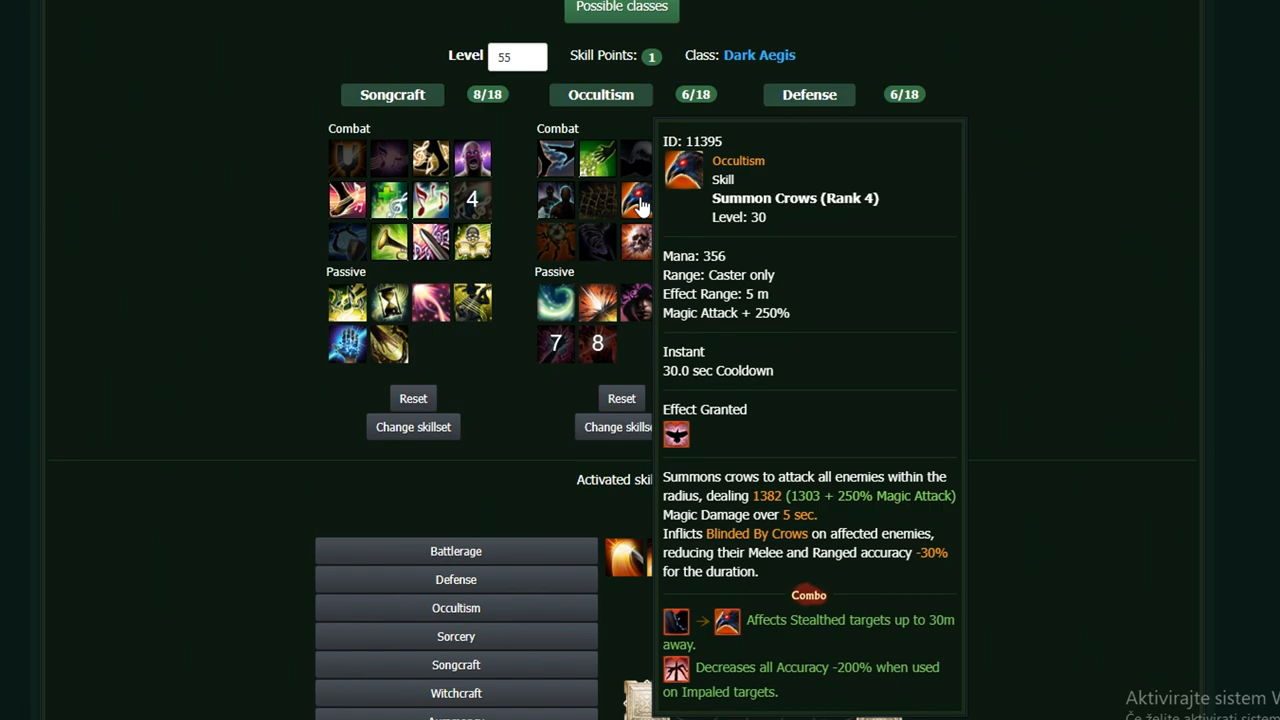 Possible classes
Level 55 Skill Points: 1 Class: Dark Aegis
Songcraft 8/18 Occultism 6/18 Defense 6/18
Combat
4
Passive
Reset
Change skillset
Combat
Passive
7 8
Reset
Change skills
ID: 11395
Occultism
Skill
Summon Crows (Rank 4)
Level: 30
Mana: 356
Range: Caster only
Effect Range: 5 m
Magic Attack + 250%
Instant
30.0 sec Cooldown
Effect Granted
Summons crows to attack all enemies within the
radius, dealing 1382 (1303 + 250% Magic Attack)
Magic Damage over 5 sec.
Inflicts Blinded By Crows on affected enemies,
reducing their Melee and Ranged accuracy -30%
for the duration.
Combo
Affects Stealthed targets up to 30m
away.
Decreases all Accuracy -200% when used
on Impaled targets.
Activated skil
Battlerage
Defense
Occultism
Sorcery
Songcraft
Witchcraft
Aktivirajte sistem W